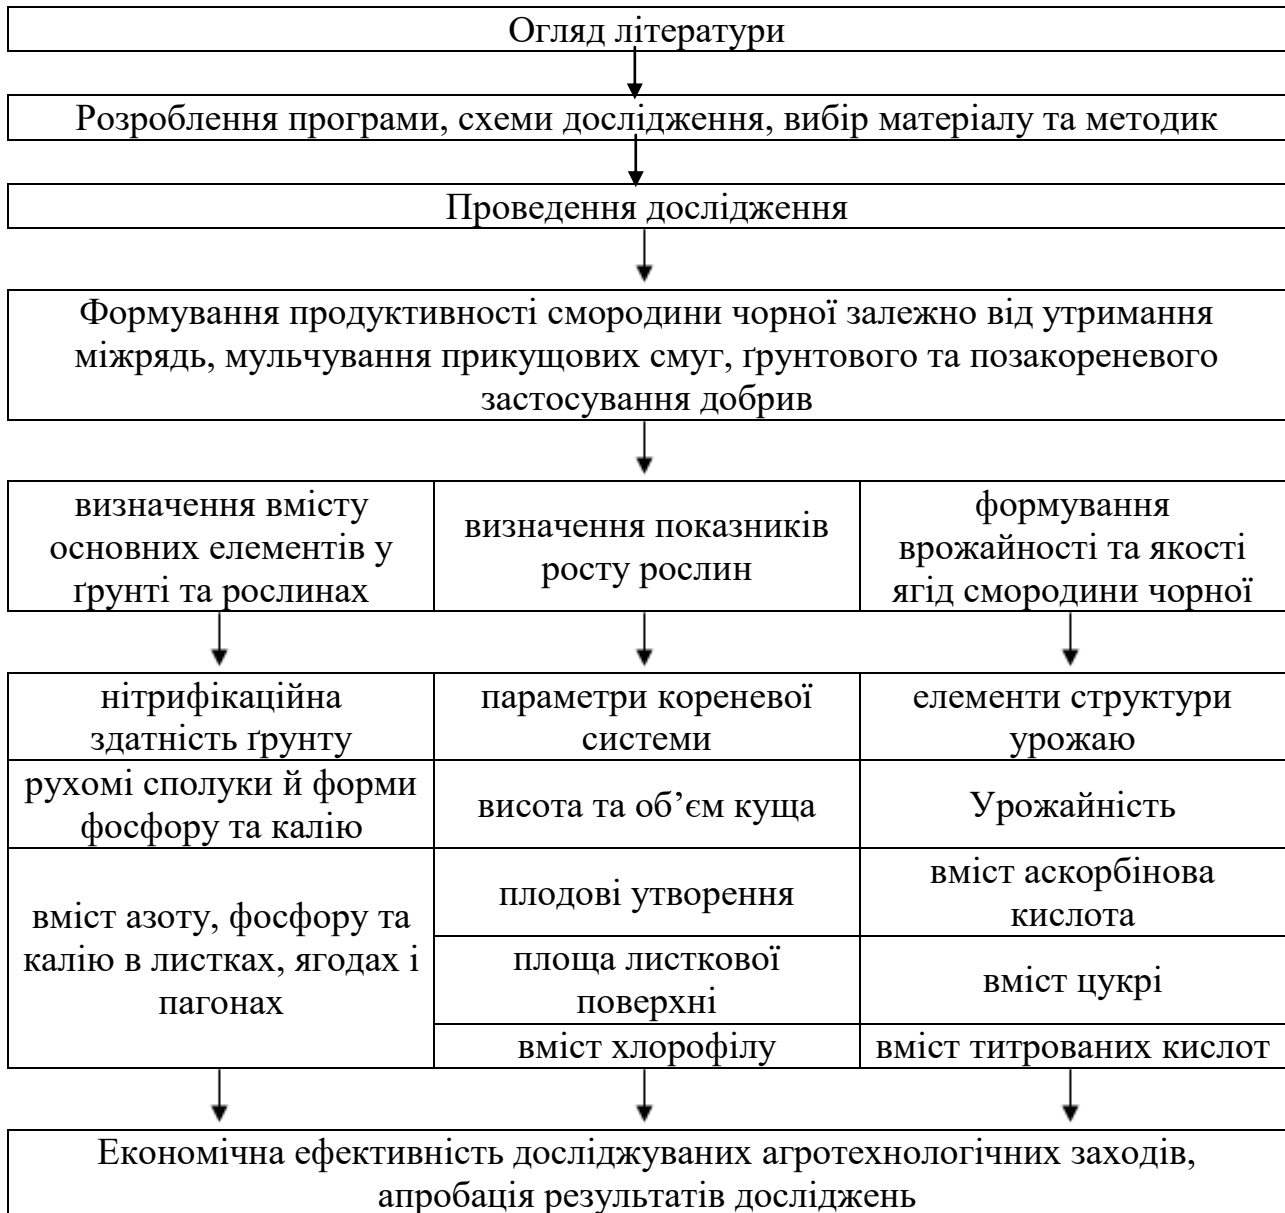 Огляд літератури
Розроблення програми, схеми дослідження, вибір матеріалу та методик
Проведення дослідження
Формування продуктивності смородини чорної залежно від утримання
міжрядь, мульчування прикущових смуг, ґрунтового та позакореневого
застосування добрив
визначення вмісту
основних елементів у
ґрунті та рослинах
визначення показників
росту рослин
формування
врожайності та якості
ягід смородини чорної
нітрифікаційна
здатність ґрунту
рухомі сполуки й форми
фосфору та калію
вміст азоту, фосфору та
калію в листках, ягодах і
пагонах
параметри кореневої
системи
висота та об’єм куща
плодові утворення
площа листкової
поверхні
вміст хлорофілу
елементи структури
урожаю
Урожайність
вміст аскорбінова
кислота
вміст цукрі
вміст титрованих кислот
Економічна ефективність досліджуваних агротехнологічних заходів,
апробація результатів досліджень